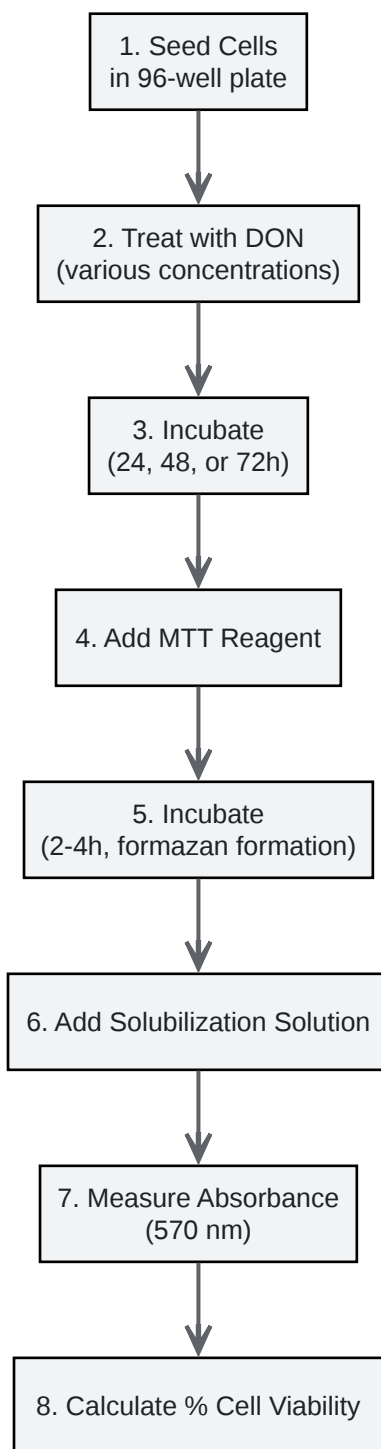 1. Seed Cells
in 96-well plate
2. Treat with DON
(various concentrations)
3. Incubate
(24, 48, or 72h)
4. Add MTT Reagent
5. Incubate
(2-4h, formazan formation)
6. Add Solubilization Solution
7. Measure Absorbance
(570 nm)
8. Calculate % Cell Viability